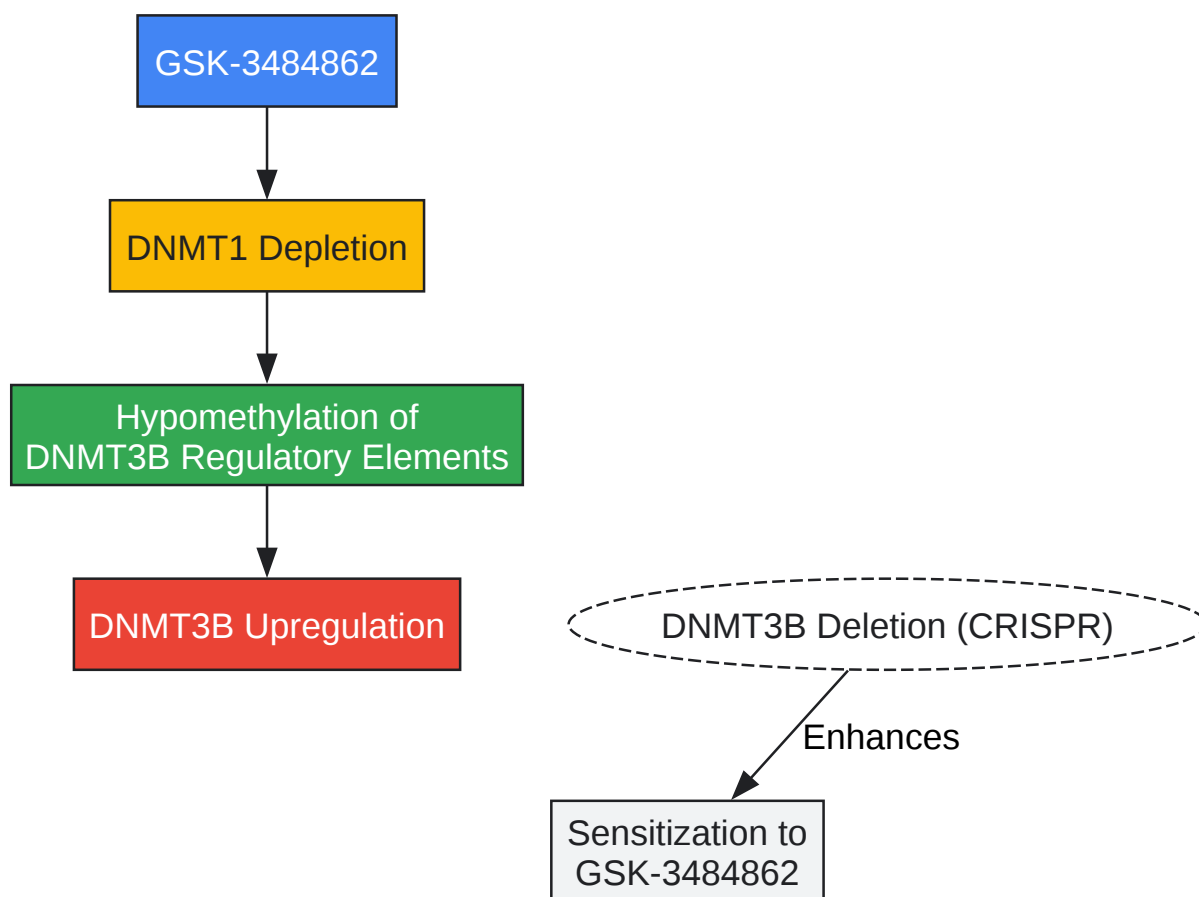 GSK-3484862
DNMT1 Depletion
Hypomethylation of
DNMT3B Regulatory Elements
DNMT3B Upregulation
DNMT3B Deletion (CRISPR)
Enhances
Sensitization to
GSK-3484862